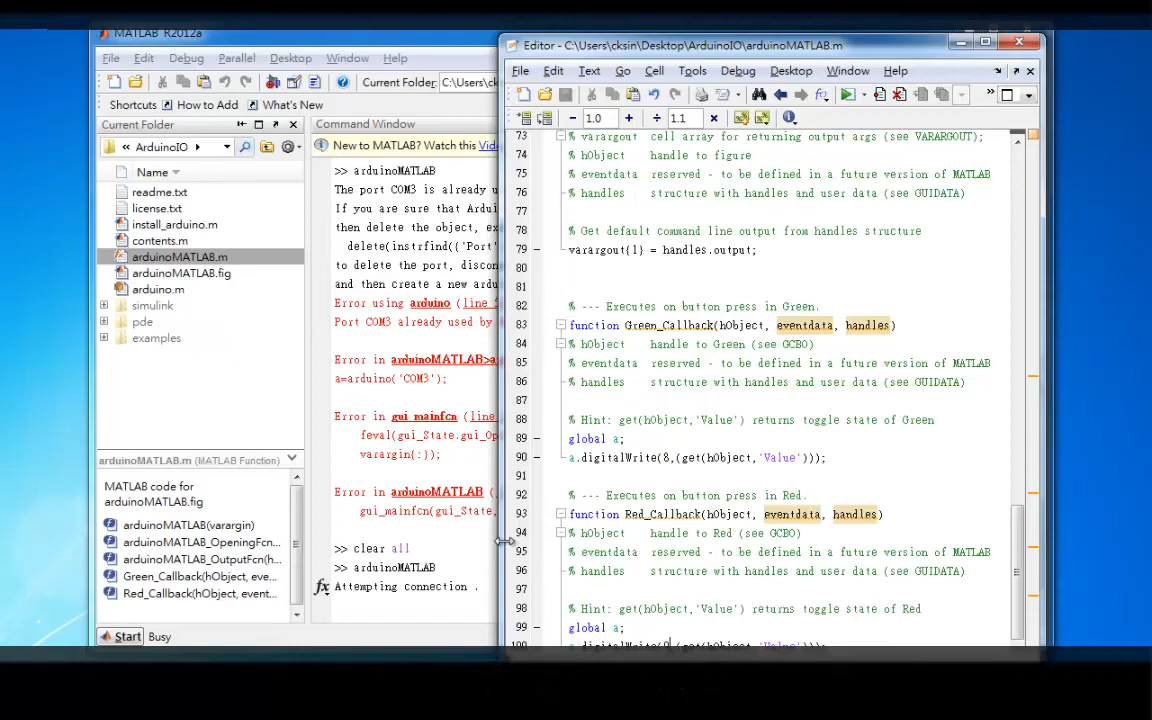 MATLAB R2012a
File Edit Debug Parallel Desktop Window Help
Current Folder: C:\Users\ck
Shortcuts How to Add What's New
Current Folder
« ArduinoIO
Name
readme.txt
license.txt
install_arduino.m
contents.m
arduinoMATLAB.m
arduinoMATLAB.fig
arduino.m
simulink
pde
examples
arduinoMATLAB.m (MATLAB Function)
MATLAB code for
arduinoMATLAB.fig
arduinoMATLAB(varargin)
arduinoMATLAB_OpeningFcn
arduinoMATLAB_OutputFcn(h
Green_Callback(hObject, eve
Red_Callback(hObject, event
Start Busy
Command Window
New to MATLAB? Watch this Vid
>> arduinoMATLAB
The port COM3 is already u
If you are sure that Ardui
then delete the object, ex
delete(instrfind({'Port'
to delete the port, discon
and then create a new ardu
Error using arduino (line
Port COM3 already used by
Error in arduinoMATLAB>a
a=arduino('COM3');
Error in gui_mainfcn (line
feval(gui_State.gui_Op
varargin{:});
Error in arduinoMATLAB (
gui_mainfcn(gui_State,
>> clear all
>> arduinoMATLAB
fx Attempting connection .
Editor - C:\Users\cksin\Desktop\ArduinoIO\arduinoMATLAB.m
File Edit Text Go Cell Tools Debug Desktop Window Help
− 1.0 + ÷ 1.1 ×
73 % varargout cell array for returning output args (see VARARGOUT);
74 % hObject handle to figure
75 % eventdata reserved - to be defined in a future version of MATLAB
76 % handles structure with handles and user data (see GUIDATA)
77
78 % Get default command line output from handles structure
79 varargout{1} = handles.output;
80
81
82 % --- Executes on button press in Green.
83 function Green_Callback(hObject, eventdata, handles)
84 % hObject handle to Green (see GCBO)
85 % eventdata reserved - to be defined in a future version of MATLAB
86 % handles structure with handles and user data (see GUIDATA)
87
88 % Hint: get(hObject,'Value') returns toggle state of Green
89 global a;
90 a.digitalWrite(8,(get(hObject,'Value')));
91
92 % --- Executes on button press in Red.
93 function Red_Callback(hObject, eventdata, handles)
94 % hObject handle to Red (see GCBO)
95 % eventdata reserved - to be defined in a future version of MATLAB
96 % handles structure with handles and user data (see GUIDATA)
97
98 % Hint: get(hObject,'Value') returns toggle state of Red
99 global a;